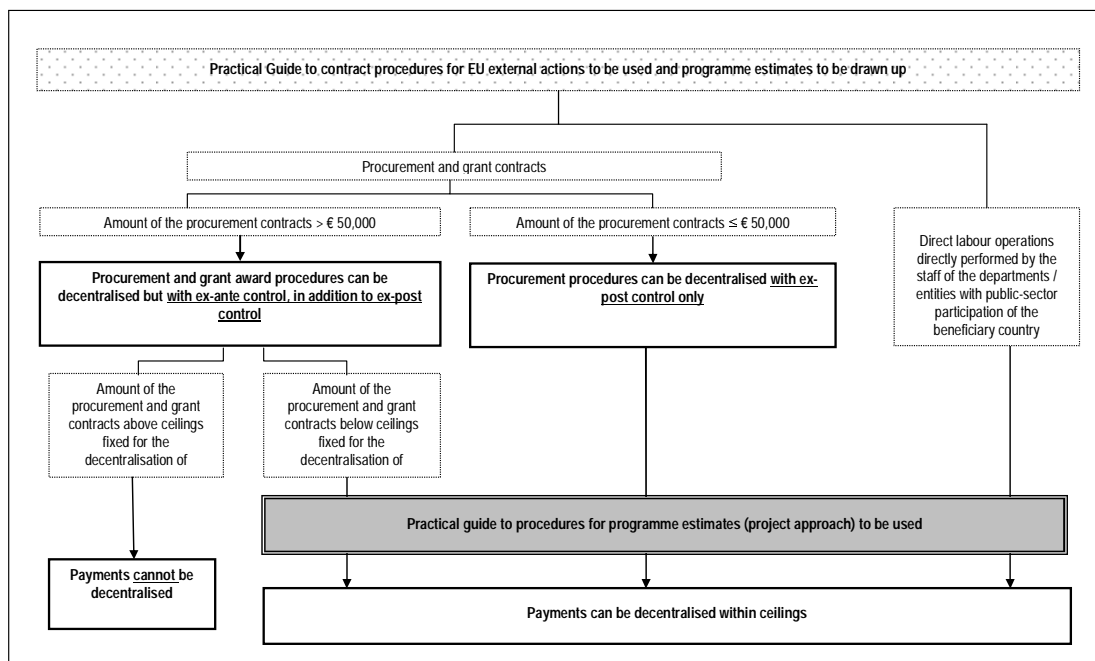 Practical Guide to contract procedures for EU external actions to be used and programme estimates to be drawn up
Procurement and grant contracts
Amount of the procurement contracts > € 50,000
Amount of the procurement contracts ≤ € 50,000
Direct labour operations
directly performed by the
staff of the departments /
entities with public-sector
participation of the
beneficiary country
Procurement and grant award procedures can be
decentralised but with ex-ante control, in addition to ex-post
control
Procurement procedures can be decentralised with ex-
post control only
Amount of the
procurement and grant
contracts above ceilings
fixed for the
decentralisation of
Amount of the
procurement and grant
contracts below ceilings
fixed for the
decentralisation of
Practical guide to procedures for programme estimates (project approach) to be used
Payments cannot be
decentralised
Payments can be decentralised within ceilings